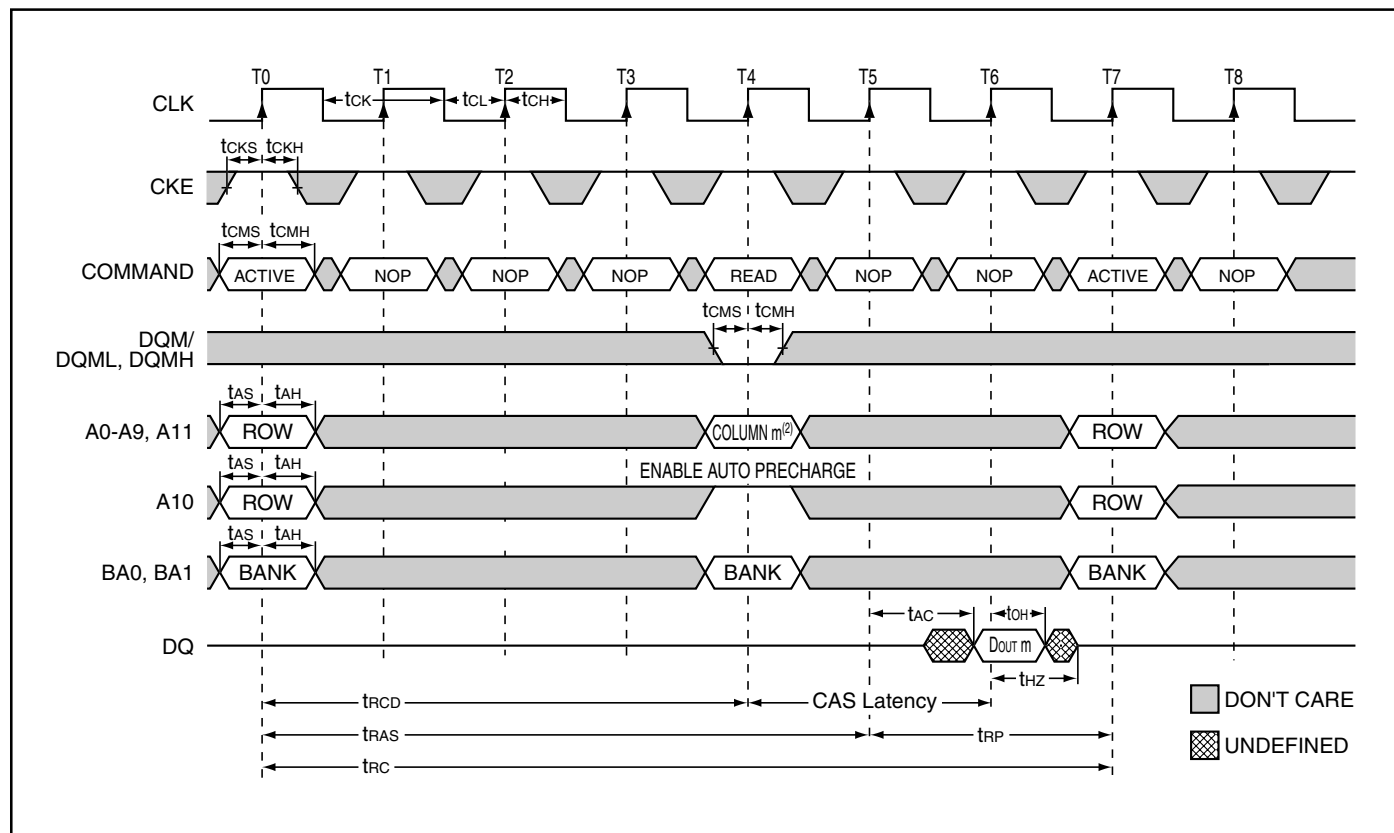 T0 T1 T2 T3 T4 T5 T6 T7 T8
CLK
tCK tCL tCH
tCKS tCKH
CKE
tCMS tCMH
COMMAND ACTIVE NOP NOP NOP READ NOP NOP ACTIVE NOP
tCMS tCMH
DQM/
DQML, DQMH
tAS tAH
A0-A9, A11 ROW COLUMN m(2) ROW
tAS tAH ENABLE AUTO PRECHARGE
A10 ROW ROW
tAS tAH
BA0, BA1 BANK BANK BANK
tAC tOH
DQ DOUT m
tHZ
tRCD CAS Latency
DON'T CARE
tRAS tRP
UNDEFINED
tRC